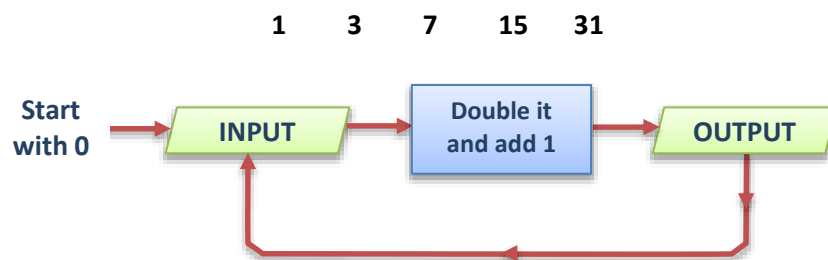 1 3 7 15 31
Start
with 0
INPUT
Double it
and add 1
OUTPUT